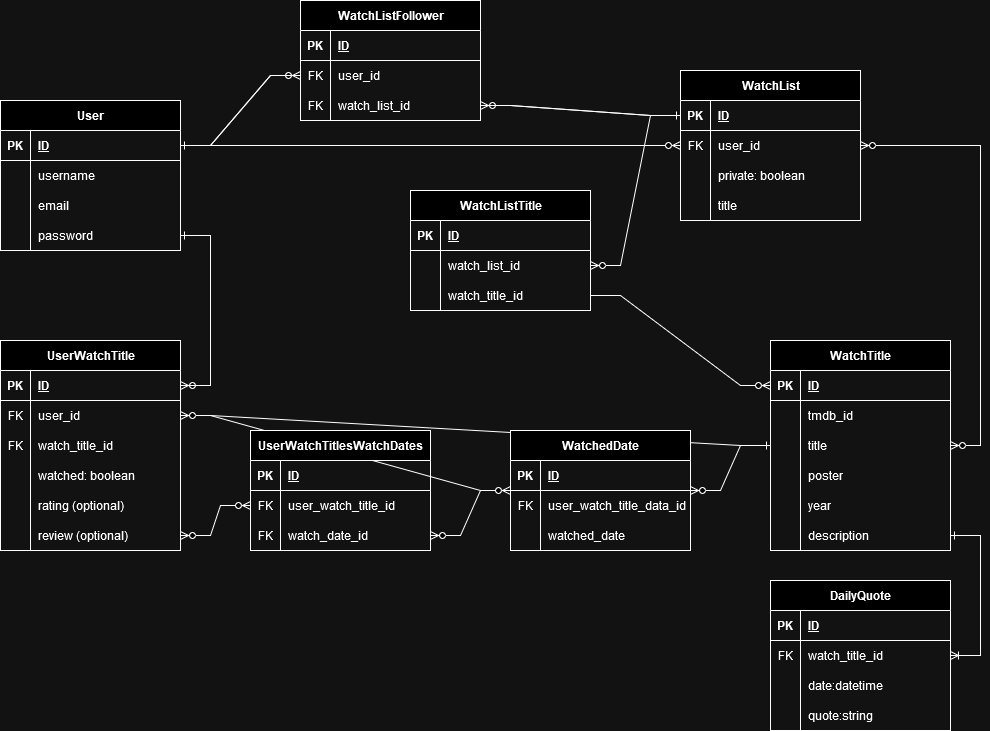 WatchListFollower
PK ID
FK user_id
FK watch_list_id
WatchList
PK ID
FK user_id
private: boolean
title
User
PK ID
username
email
password
WatchListTitle
PK ID
watch_list_id
watch_title_id
UserWatchTitle
PK ID
FK user_id
FK watch_title_id
watched: boolean
rating (optional)
review (optional)
UserWatchTitlesWatchDates
PK ID
FK user_watch_title_id
FK watch_date_id
WatchedDate
PK ID
FK user_watch_title_data_id
watched_date
WatchTitle
PK ID
tmdb_id
title
poster
year
description
DailyQuote
PK ID
FK watch_title_id
date:datetime
quote:string